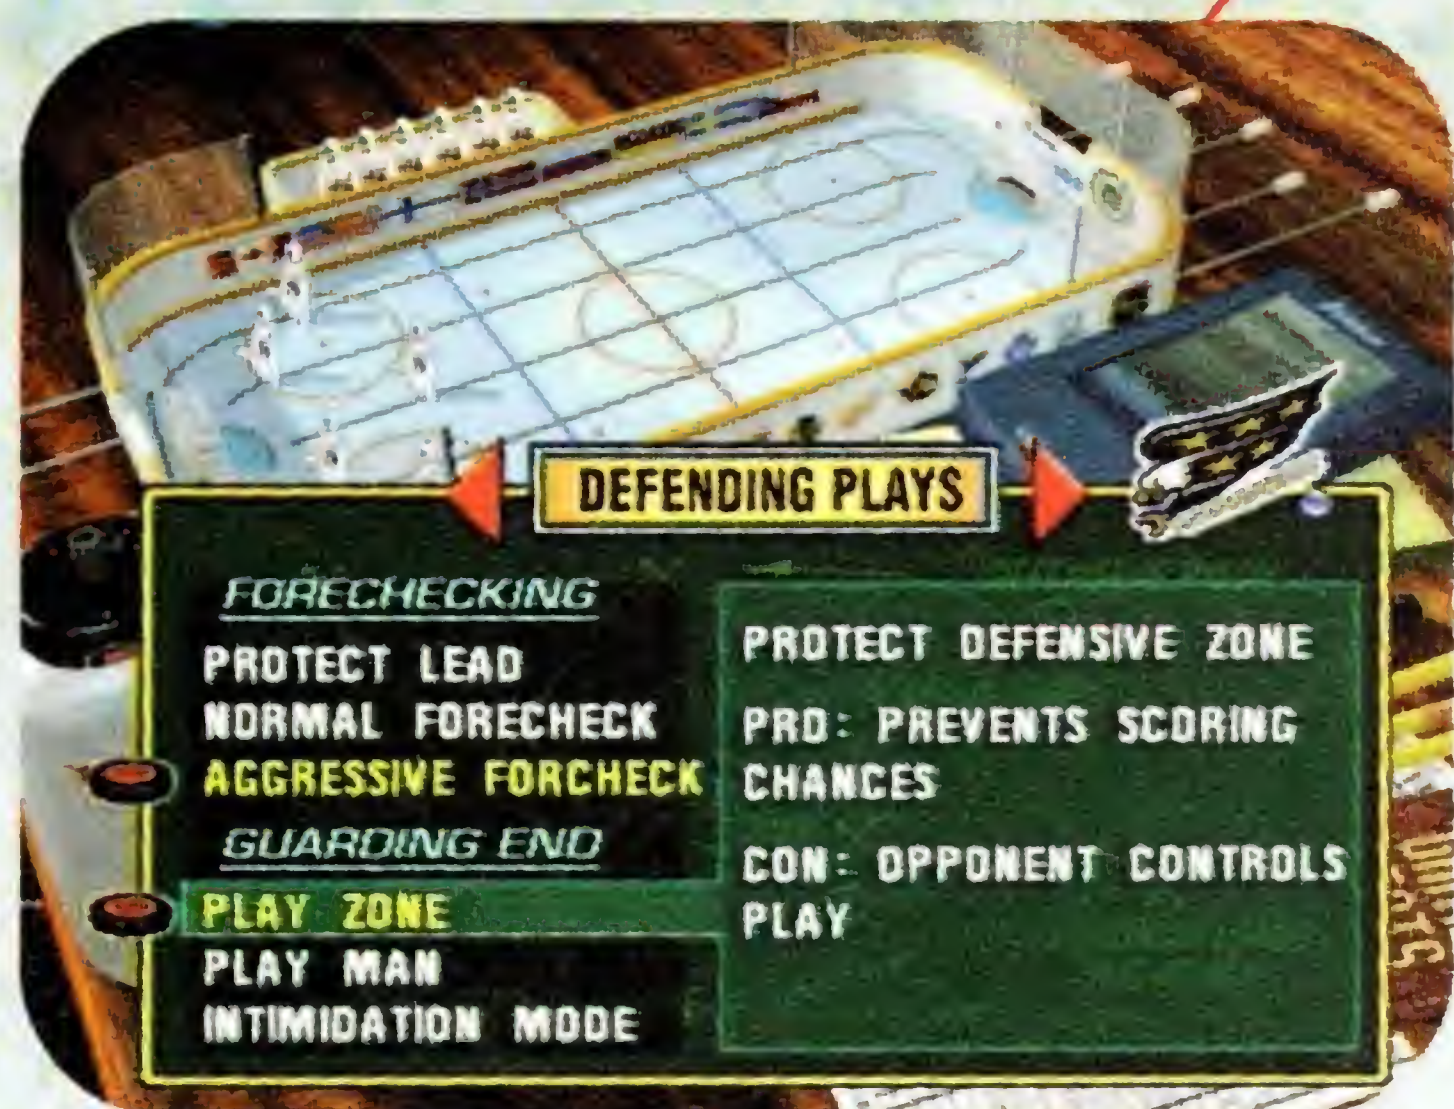 DEFENDING PLAYS
FORECHECKING
PROTECT LEAD
NORMAL FORECHECK
AGGRESSIVE FORCHECK
GUARDING END
PLAY ZONE
PLAY MAN
INTIMIDATION MODE
PROTECT DEFENSIVE ZONE
PRO: PREVENTS SCORING
CHANCES
CON: OPPONENT CONTROLS
PLAY